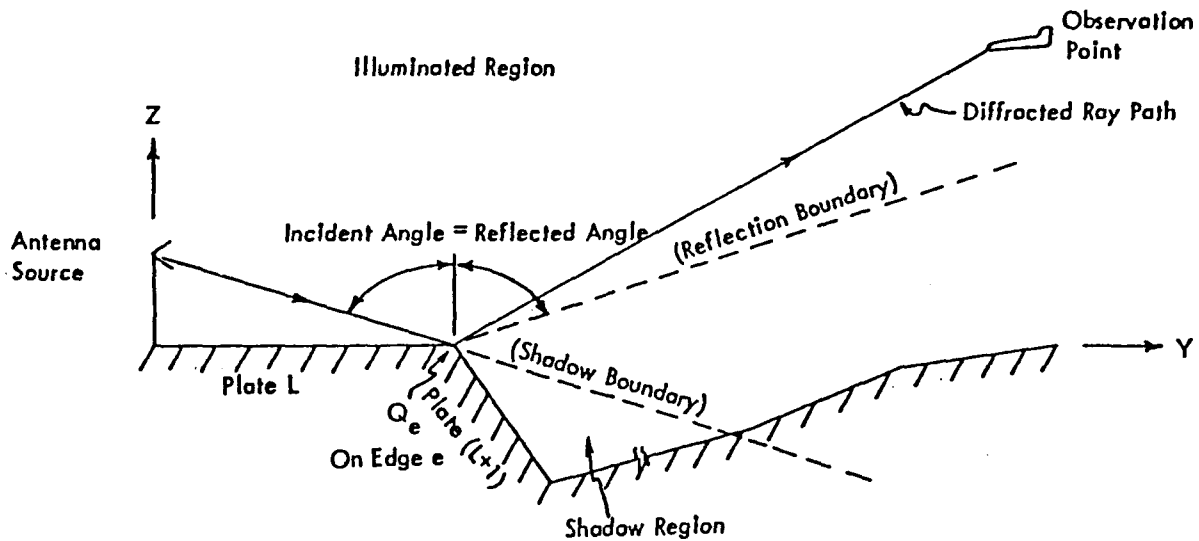 Observation
Point
Illuminated Region
Z
Diffracted Ray Path
(Reflection Boundary)
Incident Angle = Reflected Angle
Antenna
Source
(Shadow Boundary)
Y
Plate L
Plate (L×1)
Qe
On Edge e
Shadow Region